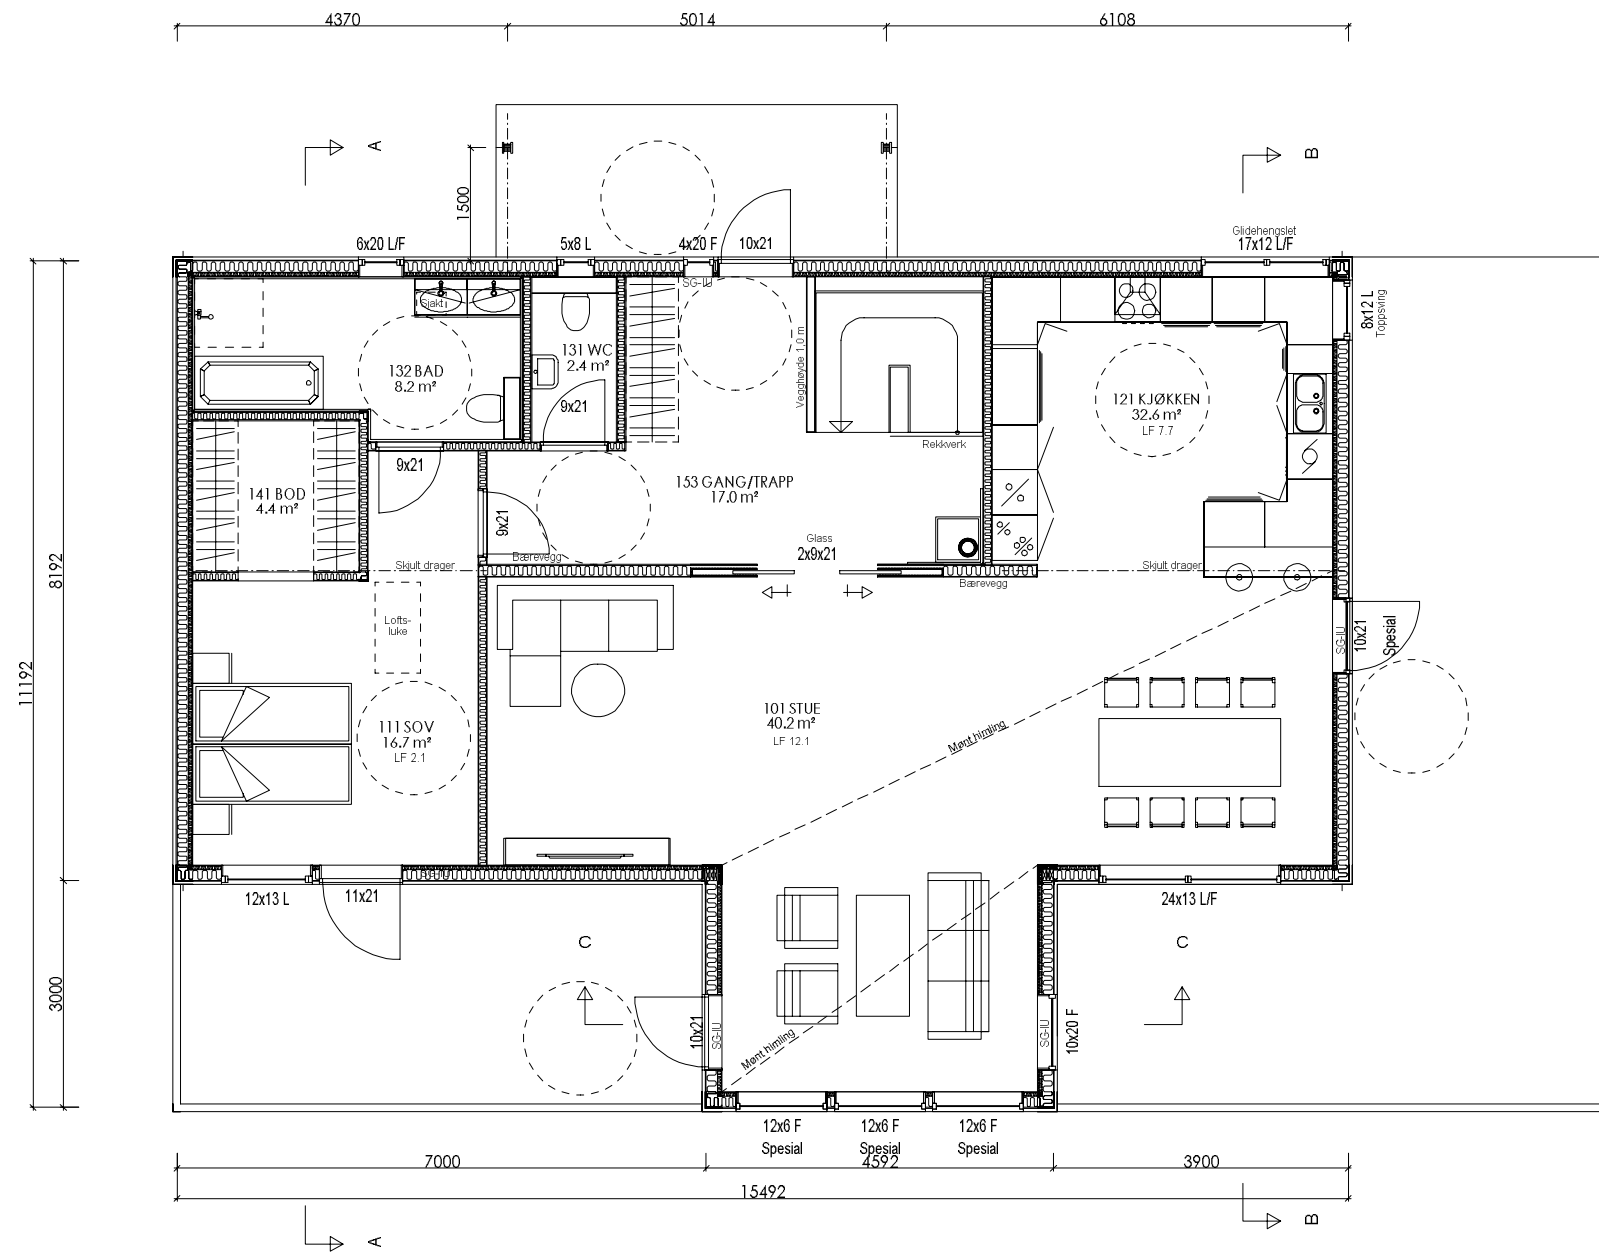 4370
5014
6108
A
B
1500
Glidehengslet
6x20 L/F
5x8 L
4x20 F
10x21
17x12 L/F
SG-IU
Sjakt
8x12 L
Toppsving
Vegghøyde 1,0 m
131 WC
2.4 m²
132 BAD
8.2 m²
9x21
121 KJØKKEN
32.6 m²
LF 7.7
Rekkverk
9x21
153 GANG/TRAPP
17.0 m²
141 BOD
4.4 m²
9x21
Glass
2x9x21
Bærevegg
Skjult drager
Skjult drager
Bærevegg
8192
11192
Lofts-
luke
SG-IU
10x21
Spesial
111 SOV
16.7 m²
LF 2.1
101 STUE
40.2 m²
LF 12.1
Mønt himling
SG-IU
12x13 L
11x21
24x13 L/F
C
C
3000
10x21
SG-IU
Mønt himling
SG-IU
10x20 F
12x6 F
Spesial
12x6 F
Spesial
12x6 F
Spesial
7000
4592
3900
15492
A
B